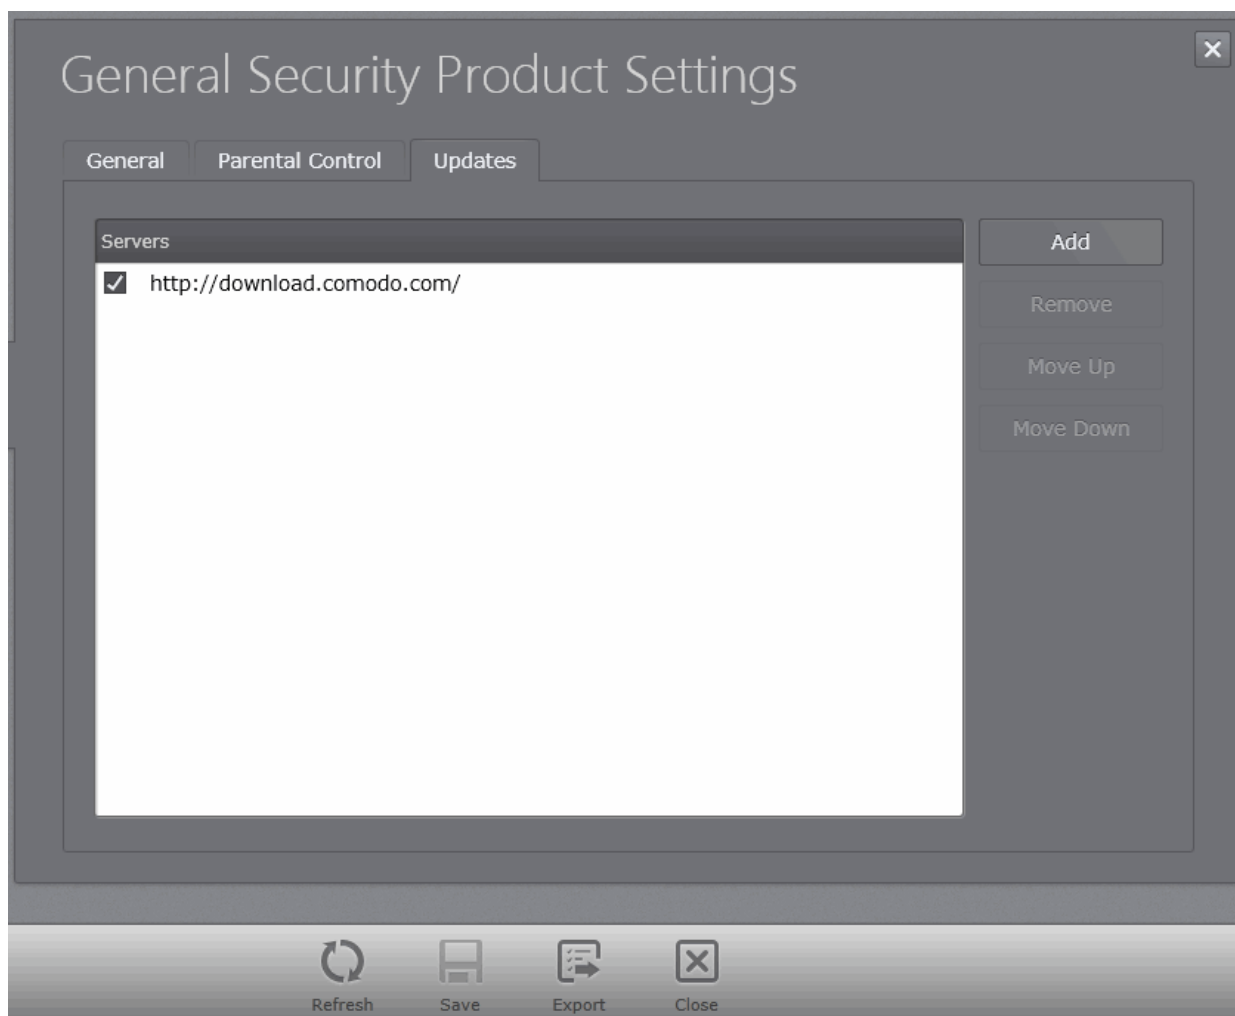 General Security Product Settings
General Parental Control Updates
Servers
http://download.comodo.com/
Add
Remove
Move Up
Move Down
Refresh Save Export Close